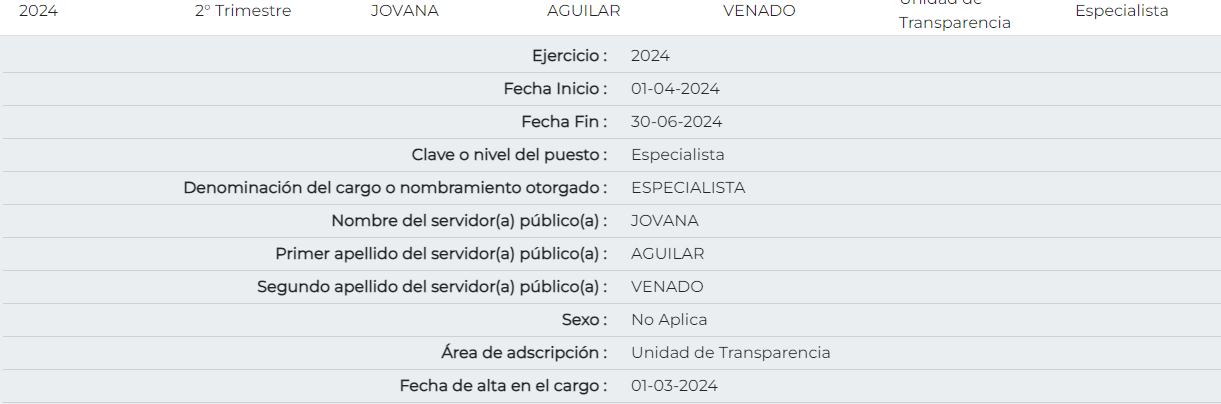 2024 2° Trimestre JOVANA AGUILAR VENADO Unidad de Transparencia Especialista
Ejercicio : 2024
Fecha Inicio : 01-04-2024
Fecha Fin : 30-06-2024
Clave o nivel del puesto : Especialista
Denominación del cargo o nombramiento otorgado : ESPECIALISTA
Nombre del servidor(a) público(a) : JOVANA
Primer apellido del servidor(a) público(a) : AGUILAR
Segundo apellido del servidor(a) público(a) : VENADO
Sexo : No Aplica
Área de adscripción : Unidad de Transparencia
Fecha de alta en el cargo : 01-03-2024